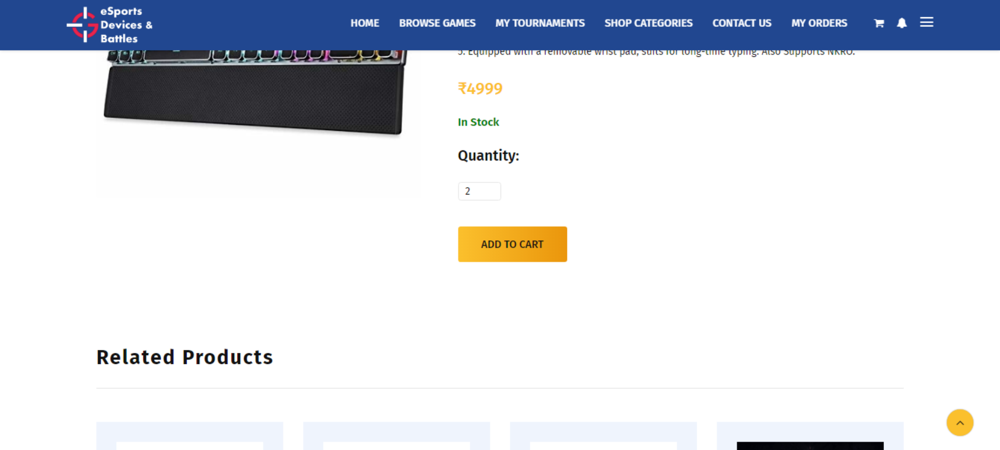 eSports
Devices &
Battles
HOME BROWSE GAMES MY TOURNAMENTS SHOP CATEGORIES CONTACT US MY ORDERS
5. Equipped with a removable wrist pad, suits for long-time typing. Also Supports NKRO.
₹4999
In Stock
Quantity:
2
ADD TO CART
Related Products